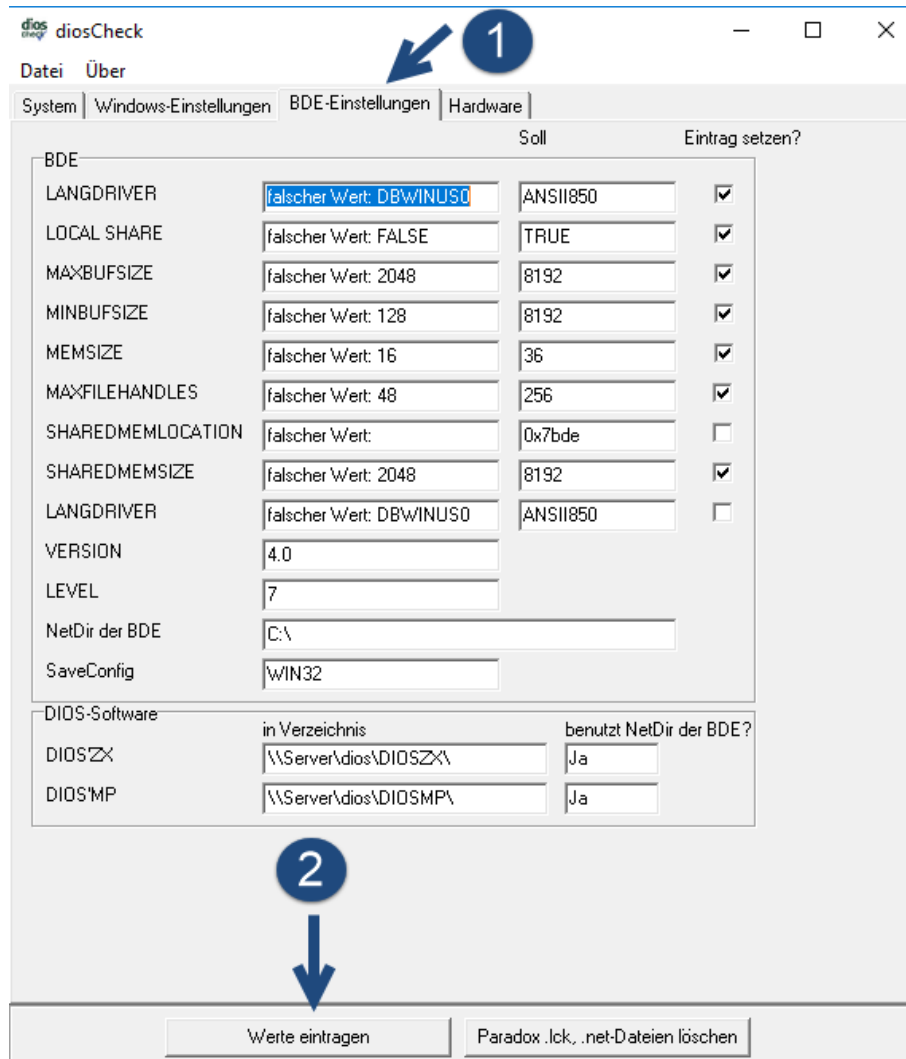 dios check diosCheck
1
Datei Über
System Windows-Einstellungen BDE-Einstellungen Hardware
Soll Eintrag setzen?
BDE
LANGDRIVER falscher Wert: DBWINUS0 ANSII850
LOCAL SHARE falscher Wert: FALSE TRUE
MAXBUFSIZE falscher Wert: 2048 8192
MINBUFSIZE falscher Wert: 128 8192
MEMSIZE falscher Wert: 16 36
MAXFILEHANDLES falscher Wert: 48 256
SHAREDMEMLOCATION falscher Wert: 0x7bde
SHAREDMEMSIZE falscher Wert: 2048 8192
LANGDRIVER falscher Wert: DBWINUS0 ANSII850
VERSION 4.0
LEVEL 7
NetDir der BDE C:\
SaveConfig WIN32
DIOS-Software
in Verzeichnis benutzt NetDir der BDE?
DIOS'ZX \\Server\dios\DIOSZX\ Ja
DIOS'MP \\Server\dios\DIOSMP\ Ja
2
Werte eintragen Paradox .lck, .net-Dateien löschen